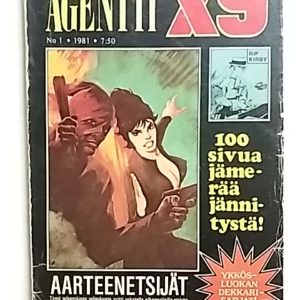 AGENTTI X9
No 1 • 1981 • 7:50
RIP
KIRBY
100
sivua
jäme-
rää
jänni-
tystä!
AARTEENETSIJÄT
YKKÖS-
LUOKAN
DEKKARI-